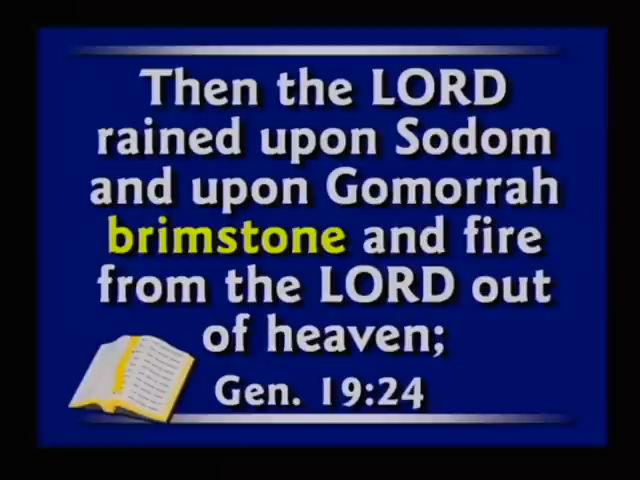 Then the LORD
rained upon Sodom
and upon Gomorrah
brimstone and fire
from the LORD out
of heaven;
Gen. 19:24